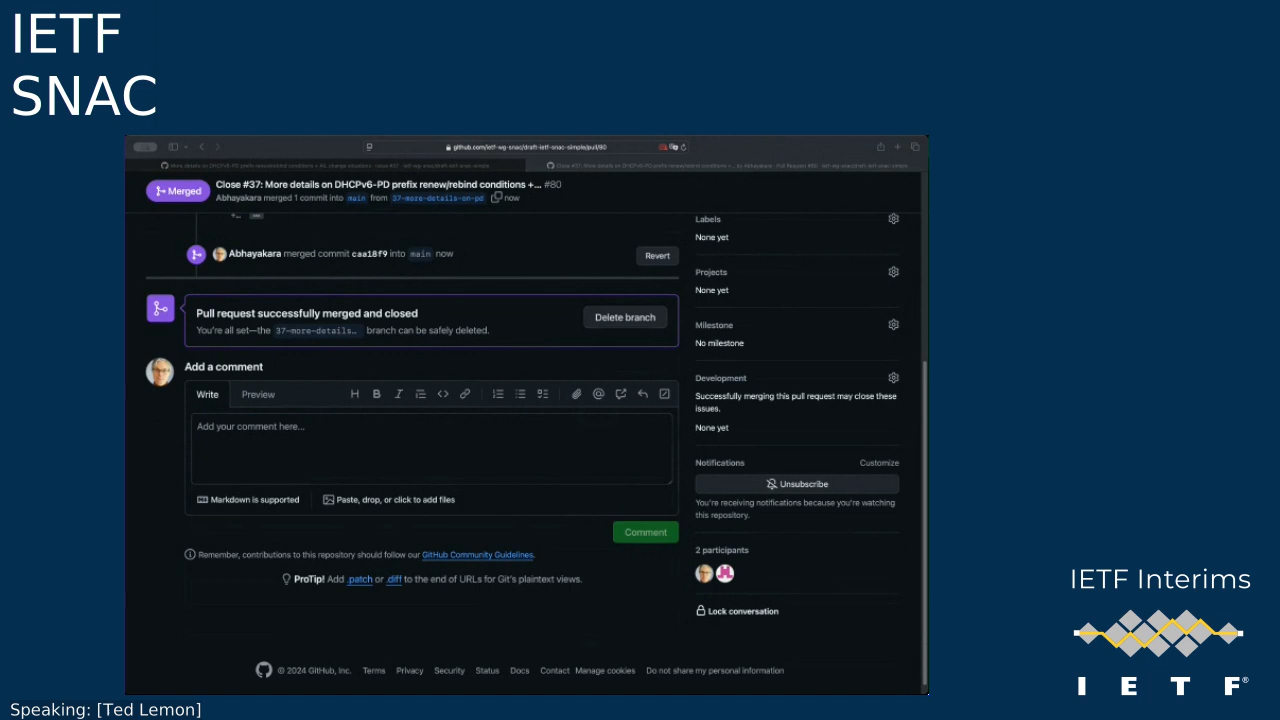 IETF
SNAC
github.com/ietf-wg-snac/draft-ietf-snac-simple/pull/80
Merged
Close #37: More details on DHCPv6-PD prefix renew/rebind conditions +... #80
Abhayakara merged 1 commit into main from 37-more-details-on-pd now
Abhayakara merged commit caa18f9 into main now
Revert
Pull request successfully merged and closed
You're all set—the 37-more-details… branch can be safely deleted.
Delete branch
Add a comment
Write
Preview
Add your comment here...
Markdown is supported
Paste, drop, or click to add files
Comment
Remember, contributions to this repository should follow our GitHub Community Guidelines.
ProTip! Add .patch or .diff to the end of URLs for Git's plaintext views.
Labels
None yet
Projects
None yet
Milestone
No milestone
Development
Successfully merging this pull request may close these
issues.
None yet
Notifications
Customize
Unsubscribe
You're receiving notifications because you're watching
this repository.
2 participants
Lock conversation
© 2024 GitHub, Inc. Terms Privacy Security Status Docs Contact Manage cookies Do not share my personal information
IETF Interims
I E T F®
Speaking: [Ted Lemon]